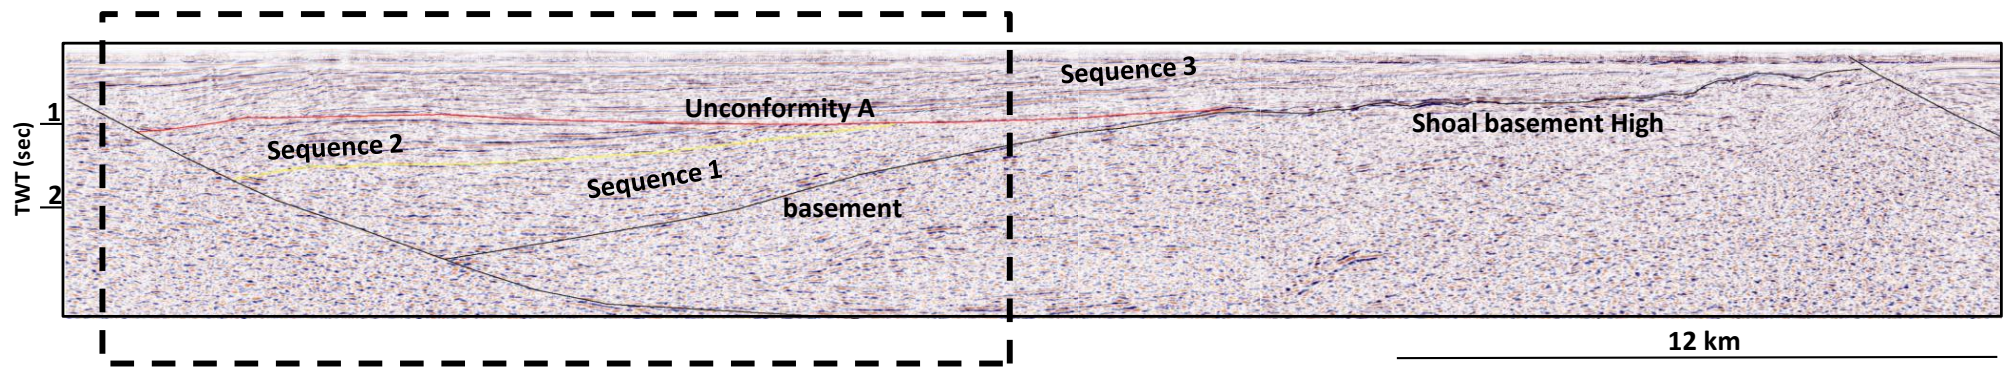 Sequence 3
Unconformity A
1
Shoal basement High
Sequence 2
TWT (sec)
Sequence 1
2
basement
12 km